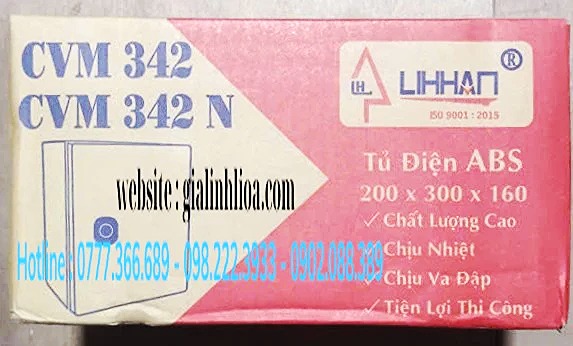 CVM 342
CVM 342 N
LH
LIHHAN®
ISO 9001 : 2015
Tủ Điện ABS
200 x 300 x 160
✓ Chất Lượng Cao
✓ Chịu Nhiệt
✓ Chịu Va Đập
✓ Tiện Lợi Thi Công
website : gialinhlioa.com
Hotline : 0777.366.689 - 098.222.3933 - 0902.088.389